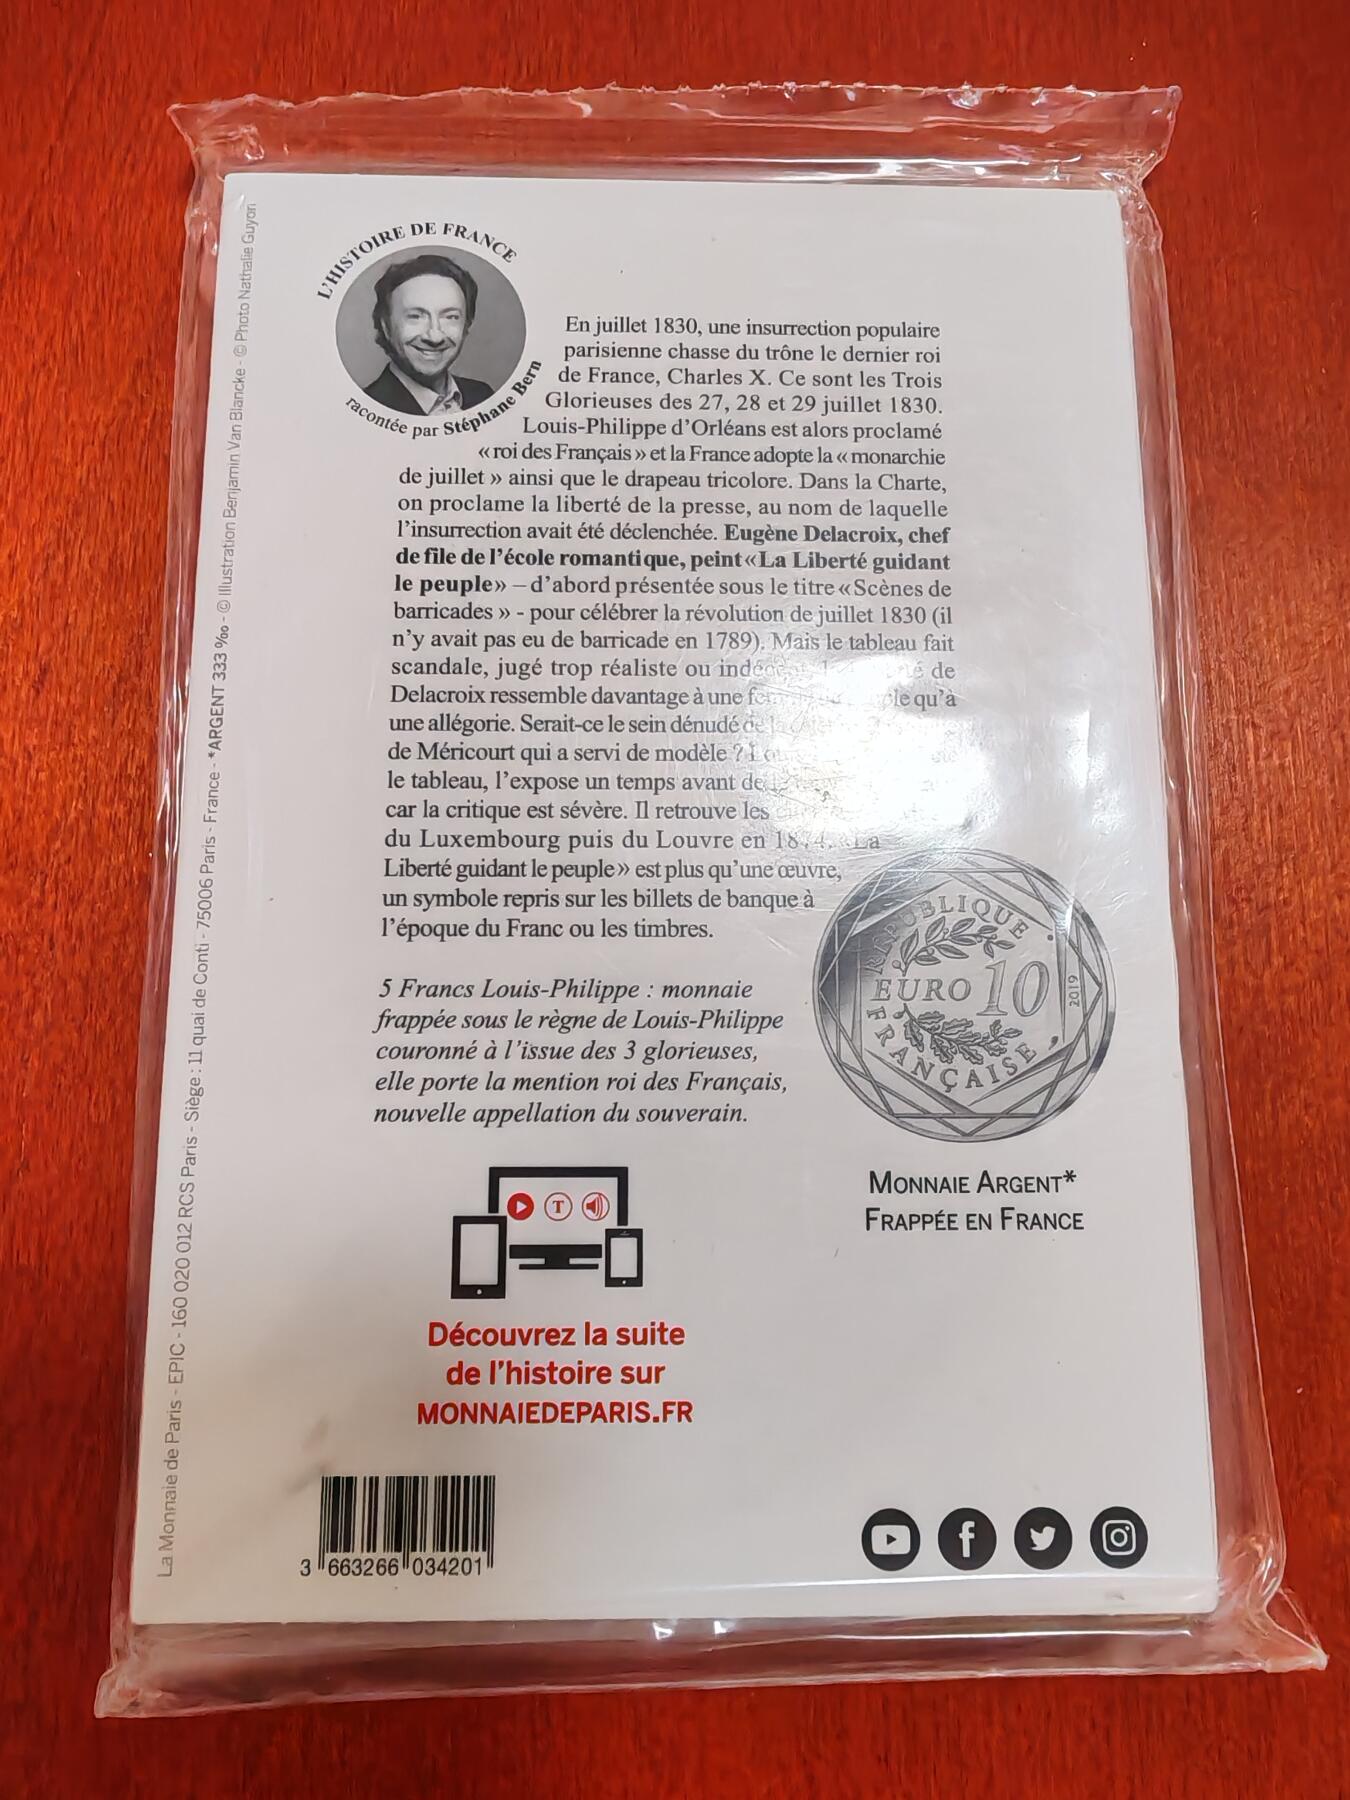 L'HISTOIRE DE FRANCE
racontée par Stéphane Bern
En juillet 1830, une insurrection populaire
parisienne chasse du trône le dernier roi
de France, Charles X. Ce sont les Trois
Glorieuses des 27, 28 et 29 juillet 1830.
Louis-Philippe d'Orléans est alors proclamé
« roi des Français » et la France adopte la « monarchie
de juillet » ainsi que le drapeau tricolore. Dans la Charte,
on proclame la liberté de la presse, au nom de laquelle
l'insurrection avait été déclenchée. Eugène Delacroix, chef
de file de l'école romantique, peint «La Liberté guidant
le peuple» – d'abord présentée sous le titre «Scènes de
barricades » - pour célébrer la révolution de juillet 1830 (il
n'y avait pas eu de barricade en 1789). Mais le tableau fait
scandale, jugé trop réaliste ou de
Delacroix ressemble davantage à une qu'à
une allégorie. Serait-ce le sein dénudé de
de Méricourt qui a servi de modèle ?
le tableau, l'expose un temps avant de
car la critique est sévère. Il retrouve les
du Luxembourg puis du Louvre en 1874. «La
Liberté guidant le peuple» est plus qu'une œuvre,
un symbole repris sur les billets de banque à
l'époque du Franc ou les timbres.
5 Francs Louis-Philippe : monnaie
frappée sous le règne de Louis-Philippe
couronné à l'issue des 3 glorieuses,
elle porte la mention roi des Français,
nouvelle appellation du souverain.
RÉPUBLIQUE
EURO 10
2019
FRANÇAISE
MONNAIE ARGENT*
FRAPPÉE EN FRANCE
T
Découvrez la suite
de l'histoire sur
MONNAIEDEPARIS.FR
3 663266 034201
La Monnaie de Paris - EPIC - 160 020 012 RCS Paris - Siège : 11 quai de Conti - 75006 Paris - France - *ARGENT 333 ‰ - © Illustration Benjamin Van Blancke - © Photo Nathalie Guyon